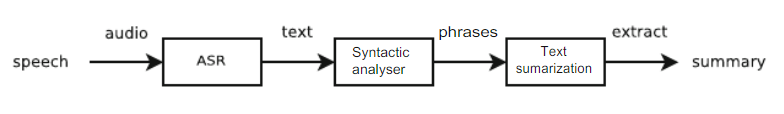 audio
text
phrases
extract
speech
ASR
Syntactic
analyser
Text
sumarization
summary